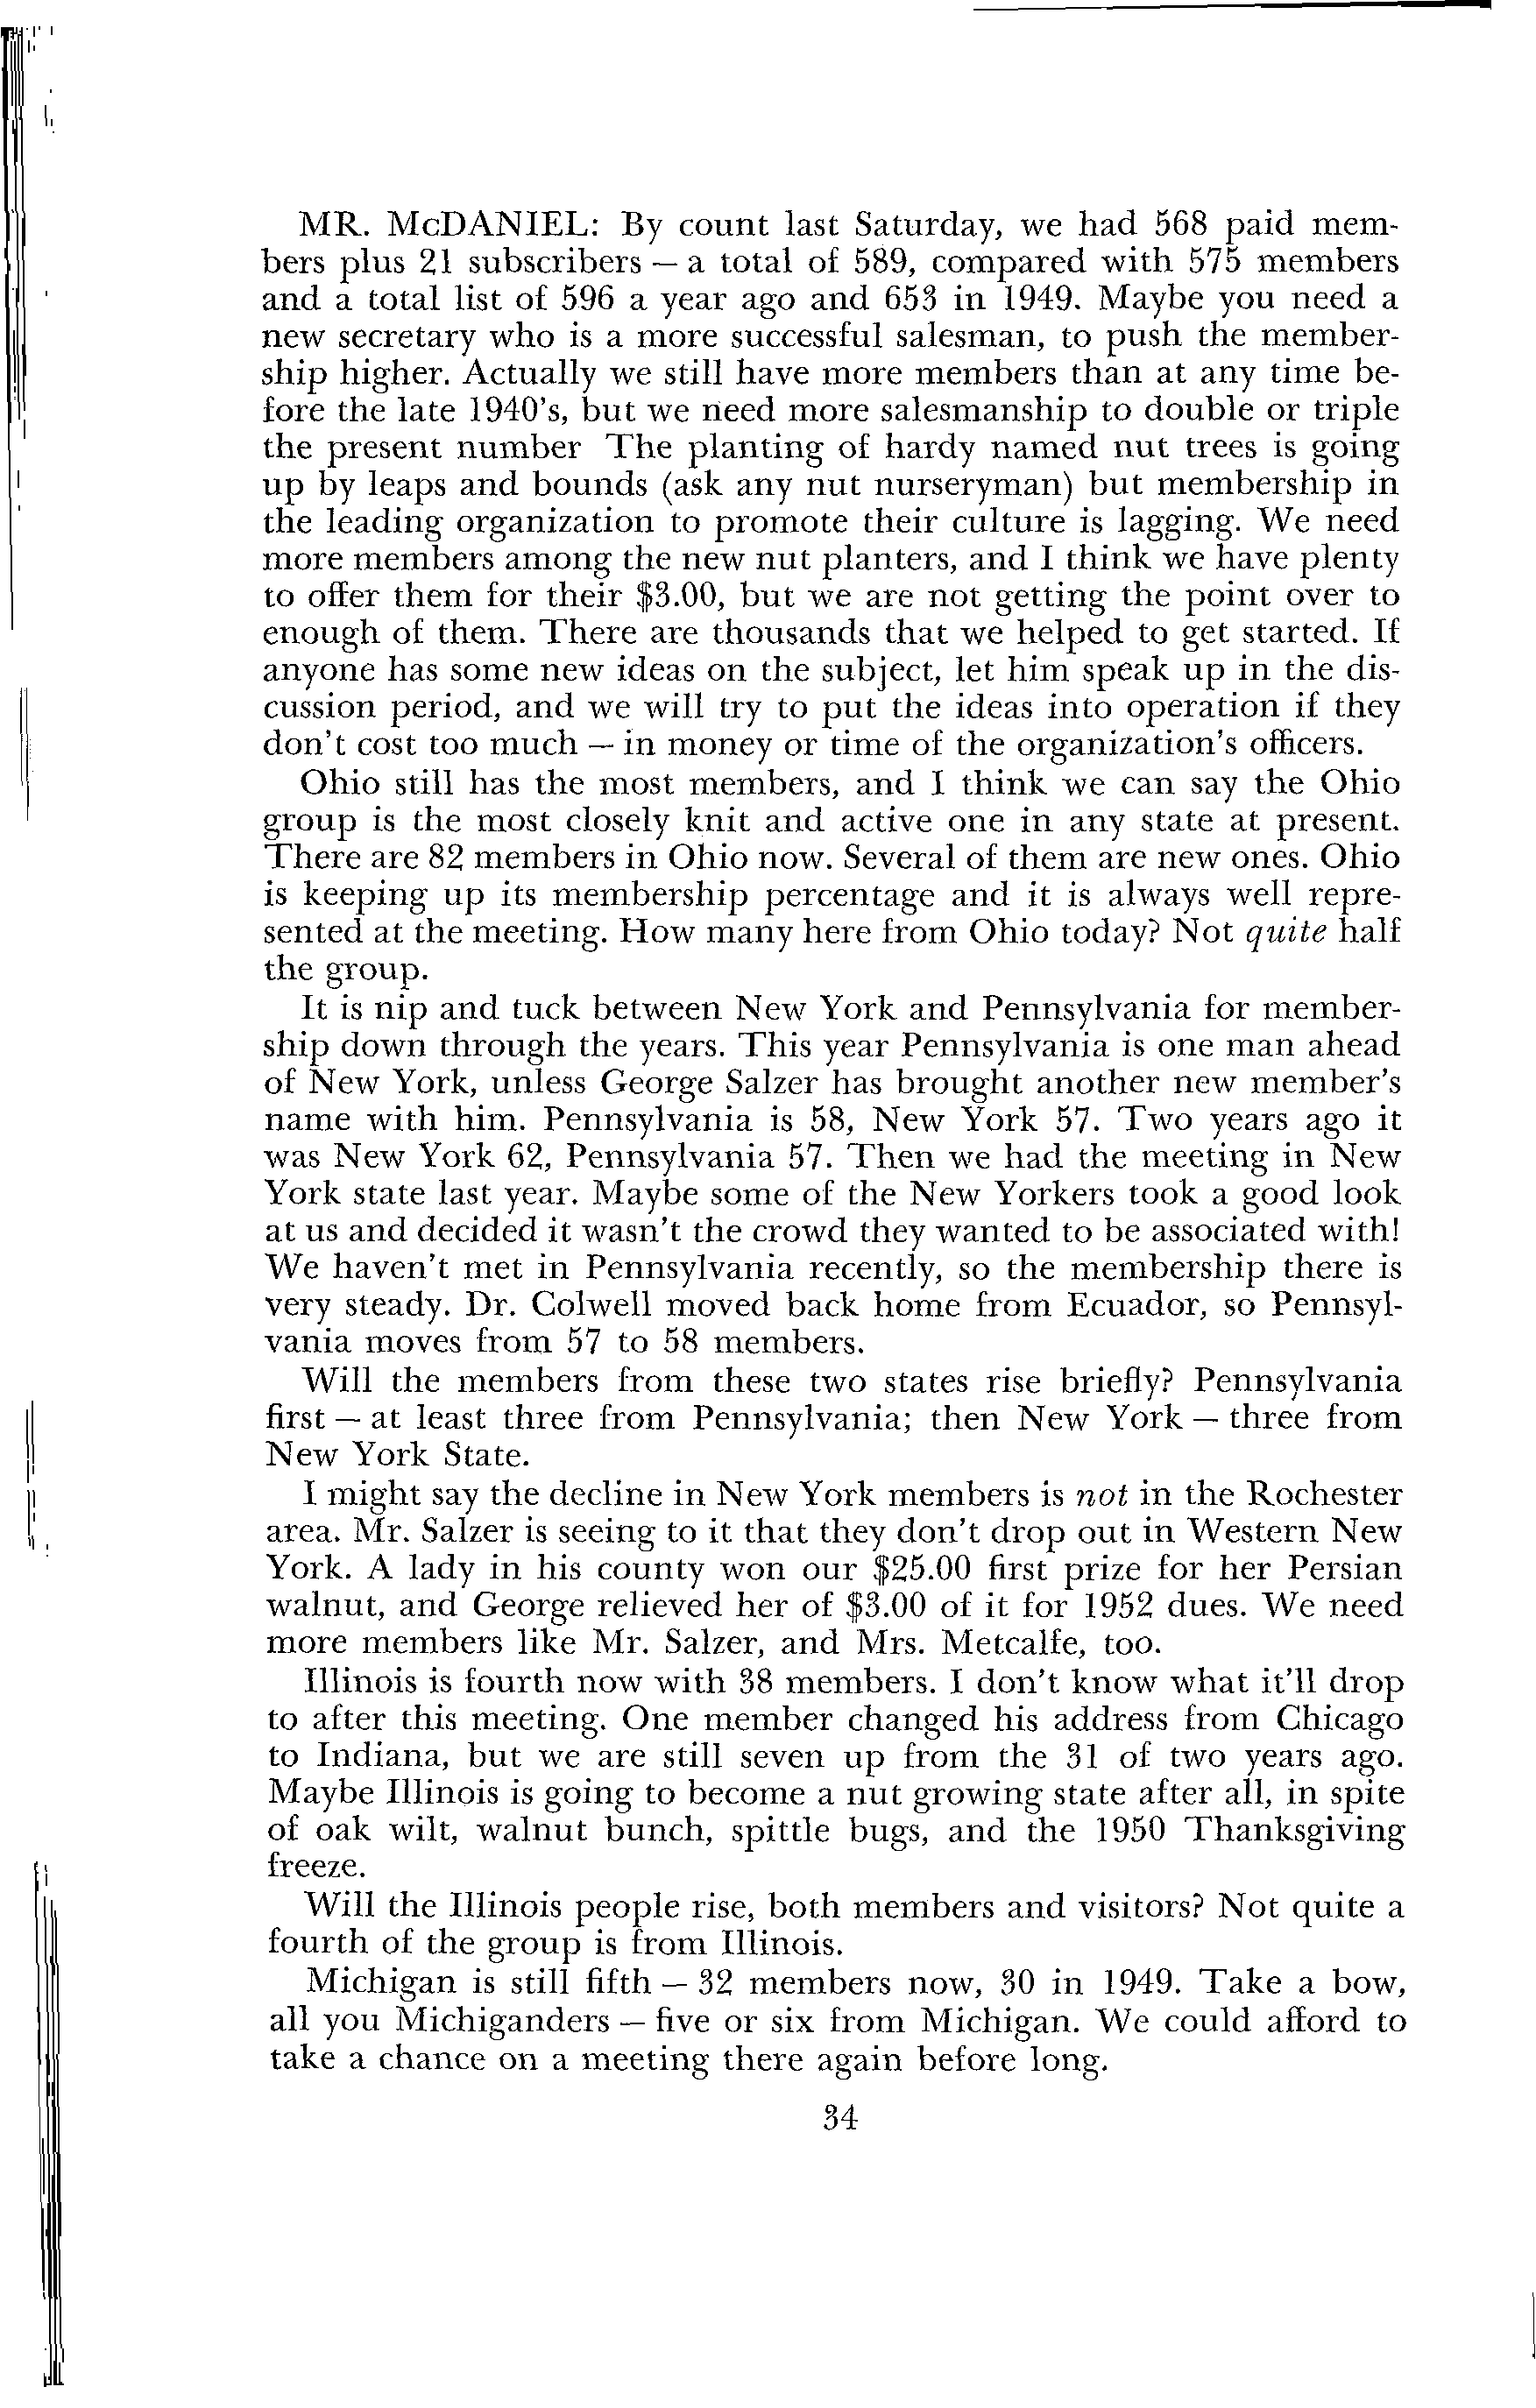 MR. McDANIEL: By count last Saturday, we had 568 paid mem-
bers plus 21 subscribers — a total of 589, compared with 575 members
and a total list of 596 a year ago and 653 in 1949. Maybe you need a
new secretary who is a more successful salesman, to push the member-
ship higher. Actually we still have more members than at any time be-
fore the late 1940's, but we need more salesmanship to double or triple
the present number The planting of hardy named nut trees is going
up by leaps and bounds (ask any nut nurseryman) but membership in
the leading organization to promote their culture is lagging. We need
more members among the new nut planters, and I think we have plenty
to offer them for their $3.00, but we are not getting the point over to
enough of them. There are thousands that we helped to get started. If
anyone has some new ideas on the subject, let him speak up in the dis-
cussion period, and we will try to put the ideas into operation if they
don't cost too much — in money or time of the organization's officers.
Ohio still has the most members, and I think we can say the Ohio
group is the most closely knit and active one in any state at present.
There are 82 members in Ohio now. Several of them are new ones. Ohio
is keeping up its membership percentage and it is always well repre-
sented at the meeting. How many here from Ohio today? Not quite half
the group.
It is nip and tuck between New York and Pennsylvania for member-
ship down through the years. This year Pennsylvania is one man ahead
of New York, unless George Salzer has brought another new member's
name with him. Pennsylvania is 58, New York 57. Two years ago it
was New York 62, Pennsylvania 57. Then we had the meeting in New
York state last year. Maybe some of the New Yorkers took a good look
at us and decided it wasn't the crowd they wanted to be associated with!
We haven't met in Pennsylvania recently, so the membership there is
very steady. Dr. Colwell moved back home from Ecuador, so Pennsyl-
vania moves from 57 to 58 members.
Will the members from these two states rise briefly? Pennsylvania
first — at least three from Pennsylvania; then New York — three from
New York State.
I might say the decline in New York members is not in the Rochester
area. Mr. Salzer is seeing to it that they don't drop out in Western New
York. A lady in his county won our $25.00 first prize for her Persian
walnut, and George relieved her of $3.00 of it for 1952 dues. We need
more members like Mr. Salzer, and Mrs. Metcalfe, too.
Illinois is fourth now with 38 members. I don't know what it'll drop
to after this meeting. One member changed his address from Chicago
to Indiana, but we are still seven up from the 31 of two years ago.
Maybe Illinois is going to become a nut growing state after all, in spite
of oak wilt, walnut bunch, spittle bugs, and the 1950 Thanksgiving
freeze.
Will the Illinois people rise, both members and visitors? Not quite a
fourth of the group is from Illinois.
Michigan is still fifth — 32 members now, 30 in 1949. Take a bow,
all you Michiganders — five or six from Michigan. We could afford to
take a chance on a meeting there again before long.
34